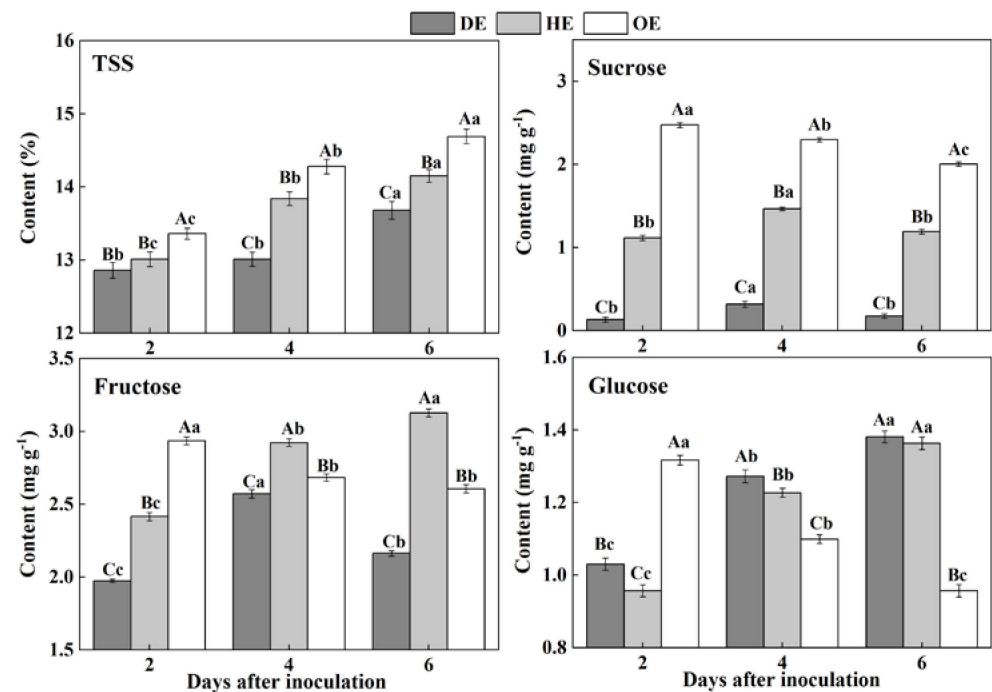 DE HE OE
TSS
Content (%)
16
15
14
13
12
Bb Bc Ac
Cb Bb Ab
Ca Ba Aa
2 4 6
Sucrose
Content (mg g⁻¹)
3
2
1
0
Cb Bb Aa
Ca Ba Ab
Cb Bb Ac
2 4 6
Fructose
Content (mg g⁻¹)
3.5
3.0
2.5
2.0
1.5
Cc Bc Aa
Ca Ab Bb
Cb Aa Bb
2 4 6
Days after inoculation
Glucose
Content (mg g⁻¹)
1.6
1.4
1.2
1.0
0.8
Bc Cc Aa
Ab Bb Cb
Aa Aa Bc
2 4 6
Days after inoculation